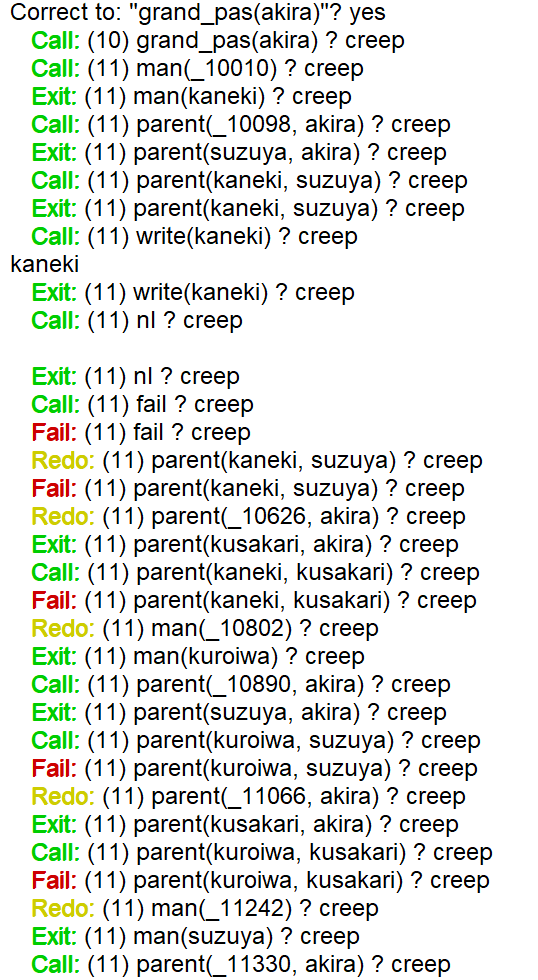 Correct to: "grand_pas(akira)"? yes
Call: (10) grand_pas(akira) ? creep
Call: (11) man(_10010) ? creep
Exit: (11) man(kaneki) ? creep
Call: (11) parent(_10098, akira) ? creep
Exit: (11) parent(suzuya, akira) ? creep
Call: (11) parent(kaneki, suzuya) ? creep
Exit: (11) parent(kaneki, suzuya) ? creep
Call: (11) write(kaneki) ? creep
kaneki
Exit: (11) write(kaneki) ? creep
Call: (11) nl ? creep
Exit: (11) nl ? creep
Call: (11) fail ? creep
Fail: (11) fail ? creep
Redo: (11) parent(kaneki, suzuya) ? creep
Fail: (11) parent(kaneki, suzuya) ? creep
Redo: (11) parent(_10626, akira) ? creep
Exit: (11) parent(kusakari, akira) ? creep
Call: (11) parent(kaneki, kusakari) ? creep
Fail: (11) parent(kaneki, kusakari) ? creep
Redo: (11) man(_10802) ? creep
Exit: (11) man(kuroiwa) ? creep
Call: (11) parent(_10890, akira) ? creep
Exit: (11) parent(suzuya, akira) ? creep
Call: (11) parent(kuroiwa, suzuya) ? creep
Fail: (11) parent(kuroiwa, suzuya) ? creep
Redo: (11) parent(_11066, akira) ? creep
Exit: (11) parent(kusakari, akira) ? creep
Call: (11) parent(kuroiwa, kusakari) ? creep
Fail: (11) parent(kuroiwa, kusakari) ? creep
Redo: (11) man(_11242) ? creep
Exit: (11) man(suzuya) ? creep
Call: (11) parent(_11330, akira) ? creep